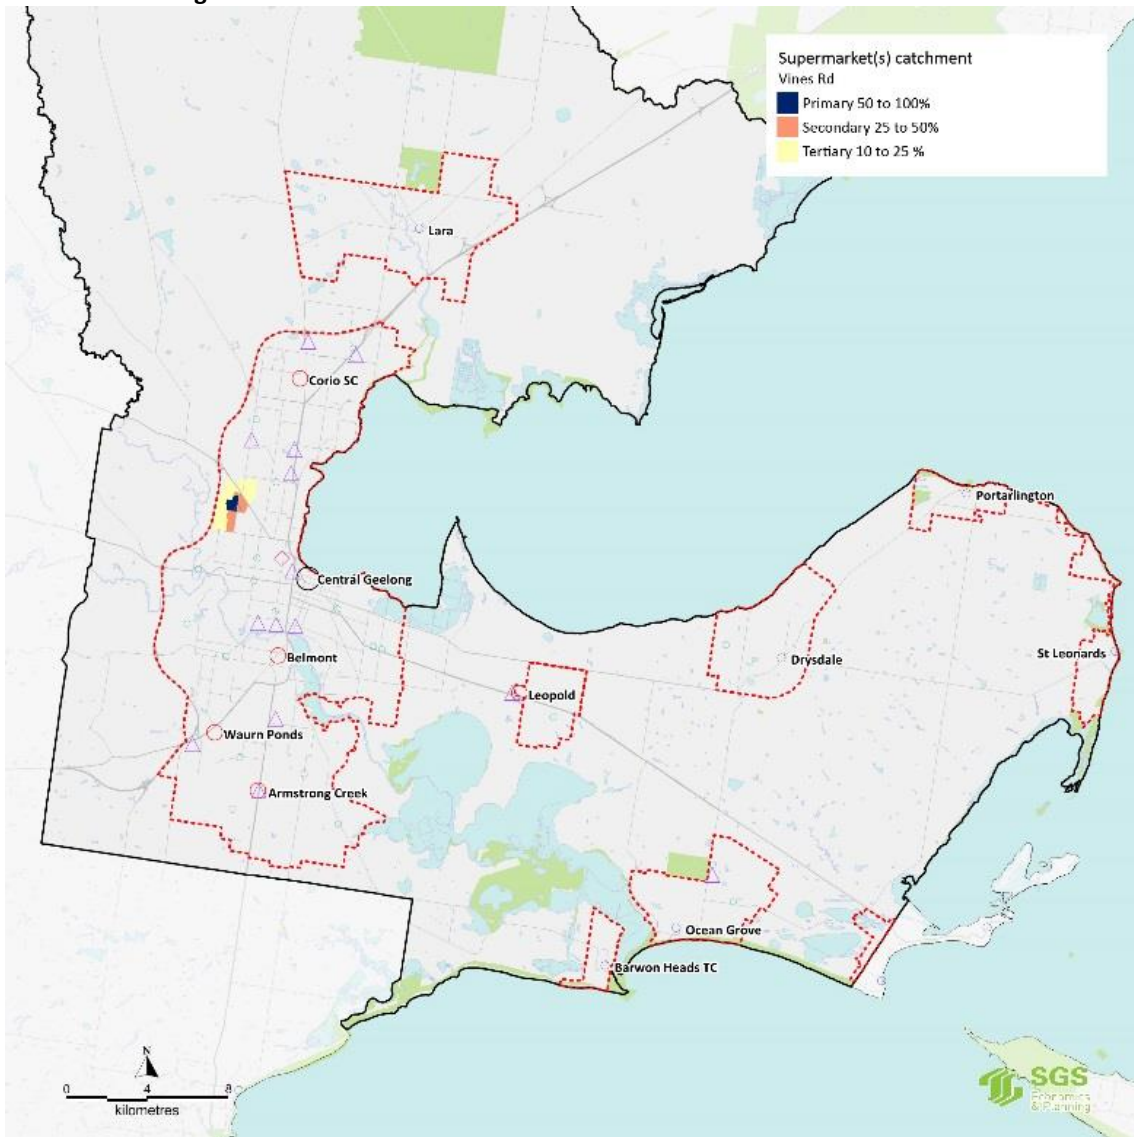 Supermarket(s) catchment
Vines Rd
Primary 50 to 100%
Secondary 25 to 50%
Tertiary 10 to 25 %
Lara
Corio SC
Portarlington
Central Geelong
Belmont
Drysdale
St Leonards
Leopold
Waurn Ponds
Armstrong Creek
Ocean Grove
Barwon Heads TC
N
0 4 8
kilometres
SGS
Economics
& Planning